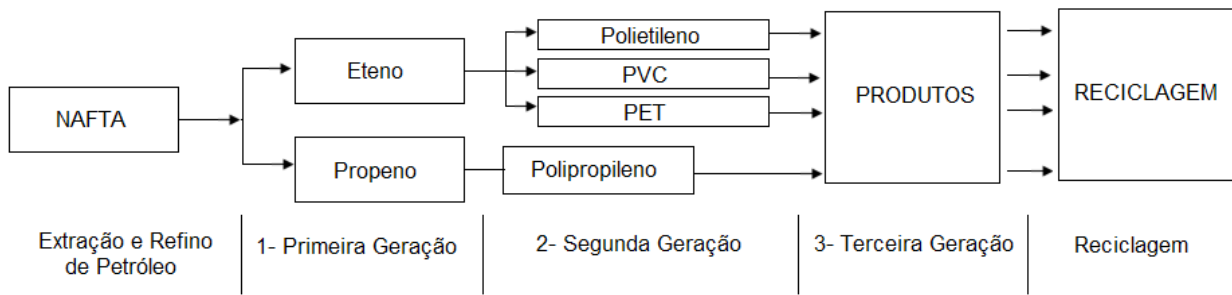 NAFTA
Eteno
Propeno
Polietileno
PVC
PET
Polipropileno
PRODUTOS
RECICLAGEM
Extração e Refino
de Petróleo
1- Primeira Geração
2- Segunda Geração
3- Terceira Geração
Reciclagem